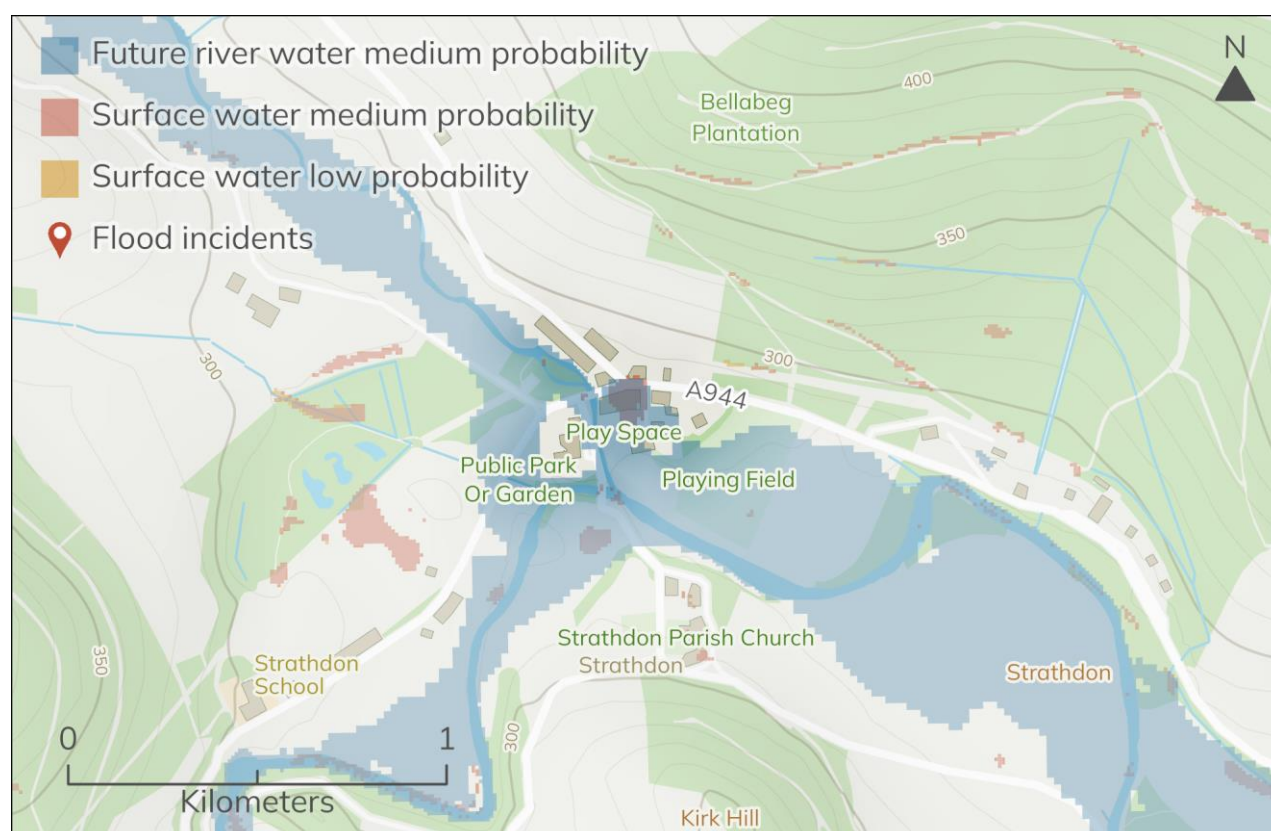 Future river water medium probability
Surface water medium probability
Surface water low probability
Flood incidents
N
400
Bellabeg
Plantation
350
300
300
A944
Play Space
Public Park
Or Garden
Playing Field
Strathdon Parish Church
Strathdon
Strathdon
School
Strathdon
350
300
0
1
Kilometers
Kirk Hill